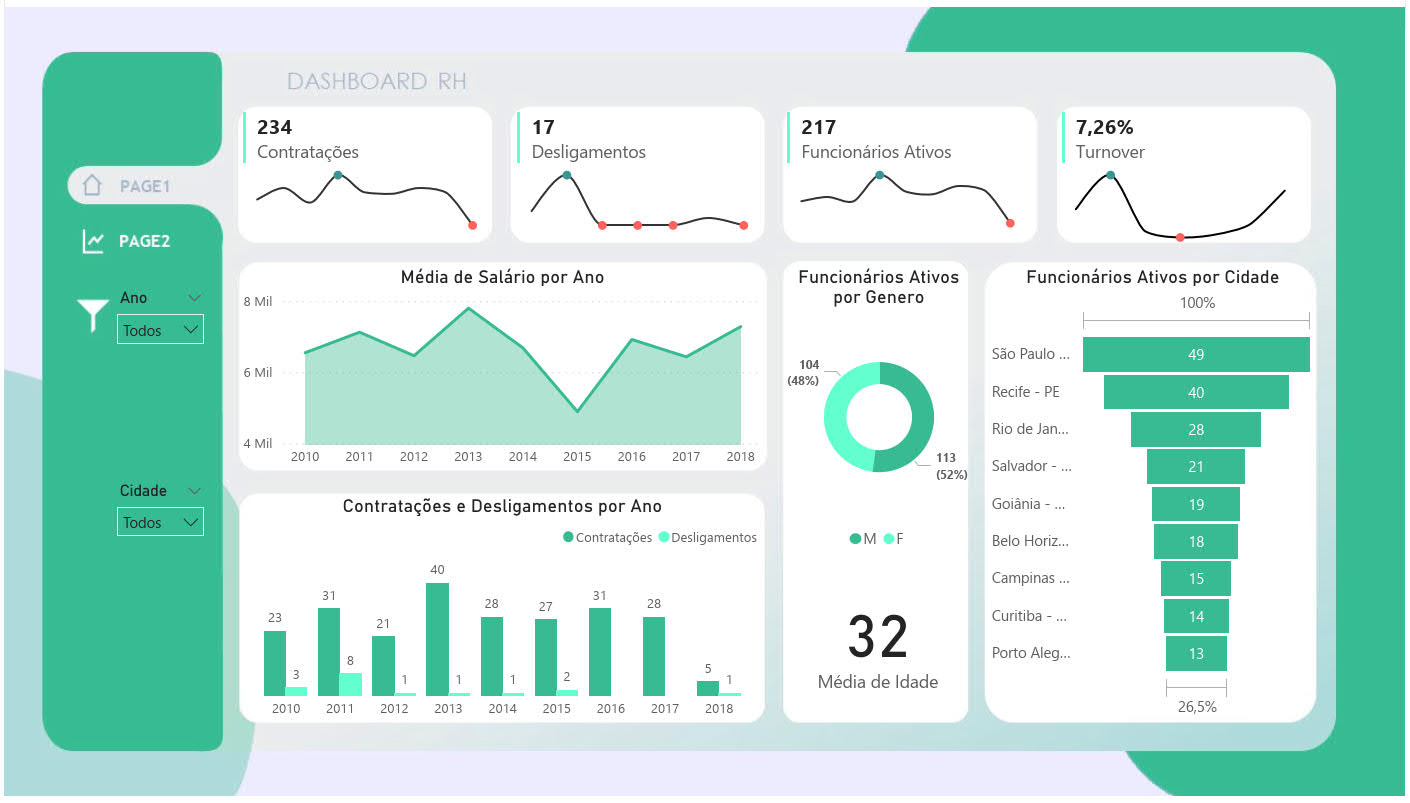 DASHBOARD RH
PAGE1
PAGE2
Ano
Todos
Cidade
Todos
234
Contratações
17
Desligamentos
217
Funcionários Ativos
7,26%
Turnover
Média de Salário por Ano
8 Mil
6 Mil
4 Mil
2010 2011 2012 2013 2014 2015 2016 2017 2018
Contratações e Desligamentos por Ano
Contratações Desligamentos
23 3 31 8 21 1 40 1 28 1 27 2 31 28 5 1
2010 2011 2012 2013 2014 2015 2016 2017 2018
Funcionários Ativos
por Genero
104
(48%)
113
(52%)
M F
32
Média de Idade
Funcionários Ativos por Cidade
100%
São Paulo ... 49
Recife - PE 40
Rio de Jan... 28
Salvador - ... 21
Goiânia - ... 19
Belo Horiz... 18
Campinas ... 15
Curitiba - ... 14
Porto Aleg... 13
26,5%